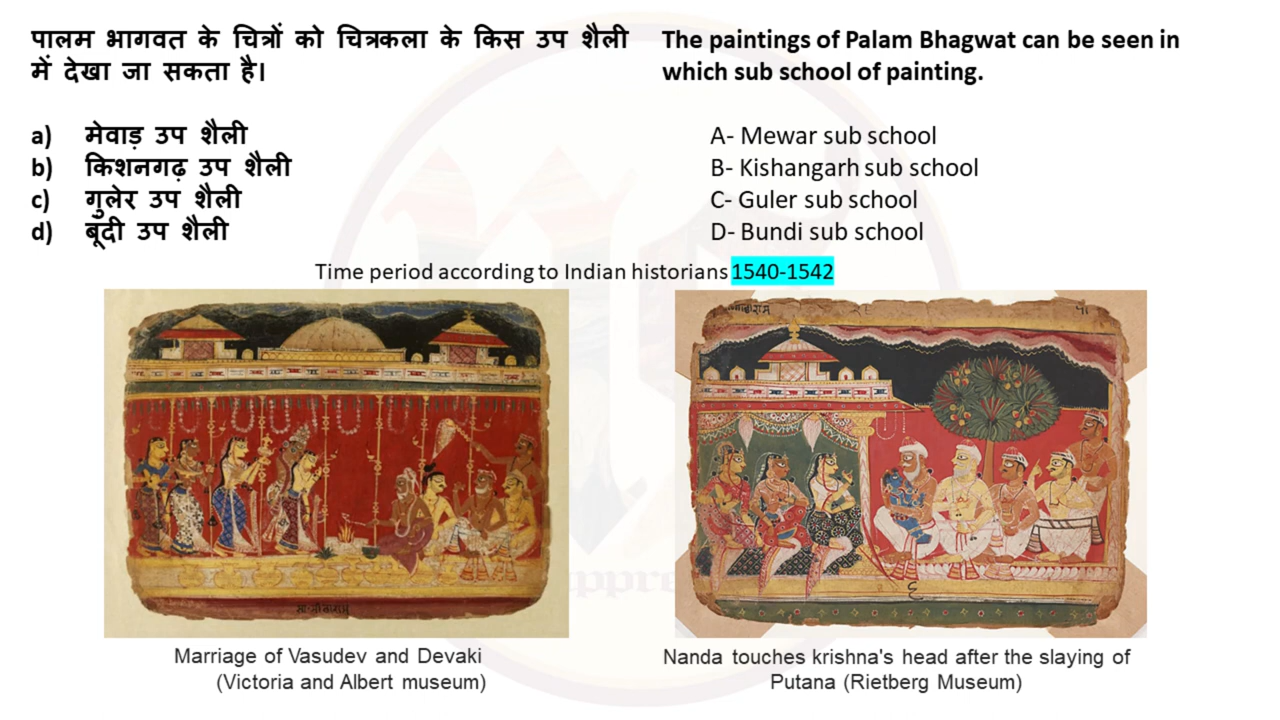 पालम भागवत के चित्रों को चित्रकला के किस उप शैली
में देखा जा सकता है।
a) मेवाड़ उप शैली
b) किशनगढ़ उप शैली
c) गुलेर उप शैली
d) बूंदी उप शैली
The paintings of Palam Bhagwat can be seen in
which sub school of painting.
A- Mewar sub school
B- Kishangarh sub school
C- Guler sub school
D- Bundi sub school
Time period according to Indian historians 1540-1542
Marriage of Vasudev and Devaki
(Victoria and Albert museum)
Nanda touches krishna's head after the slaying of
Putana (Rietberg Museum)